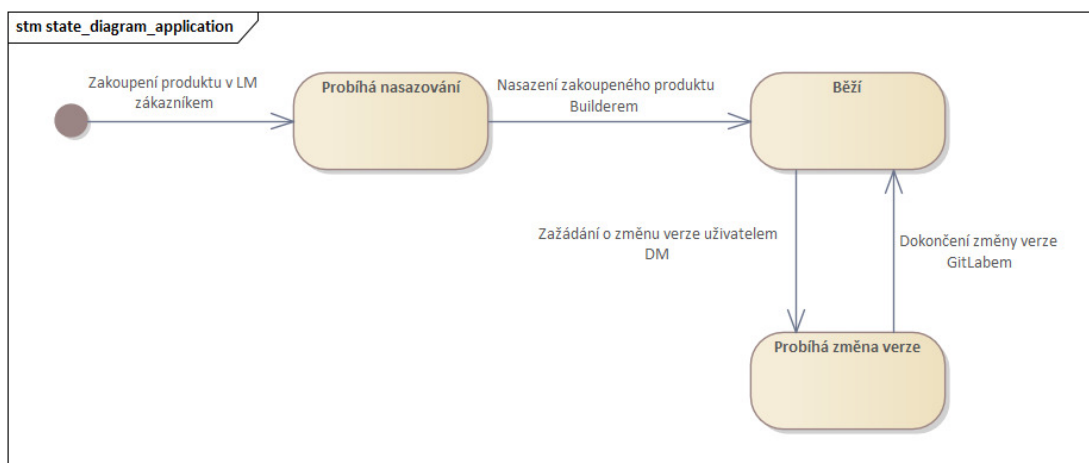 stm state_diagram_application
Zakoupení produktu v LM
zákazníkem
Probíhá nasazování
Nasazení zakoupeného produktu
Builderem
Běží
Zažádání o změnu verze uživatelem
DM
Dokončení změny verze
GitLabem
Probíhá změna verze